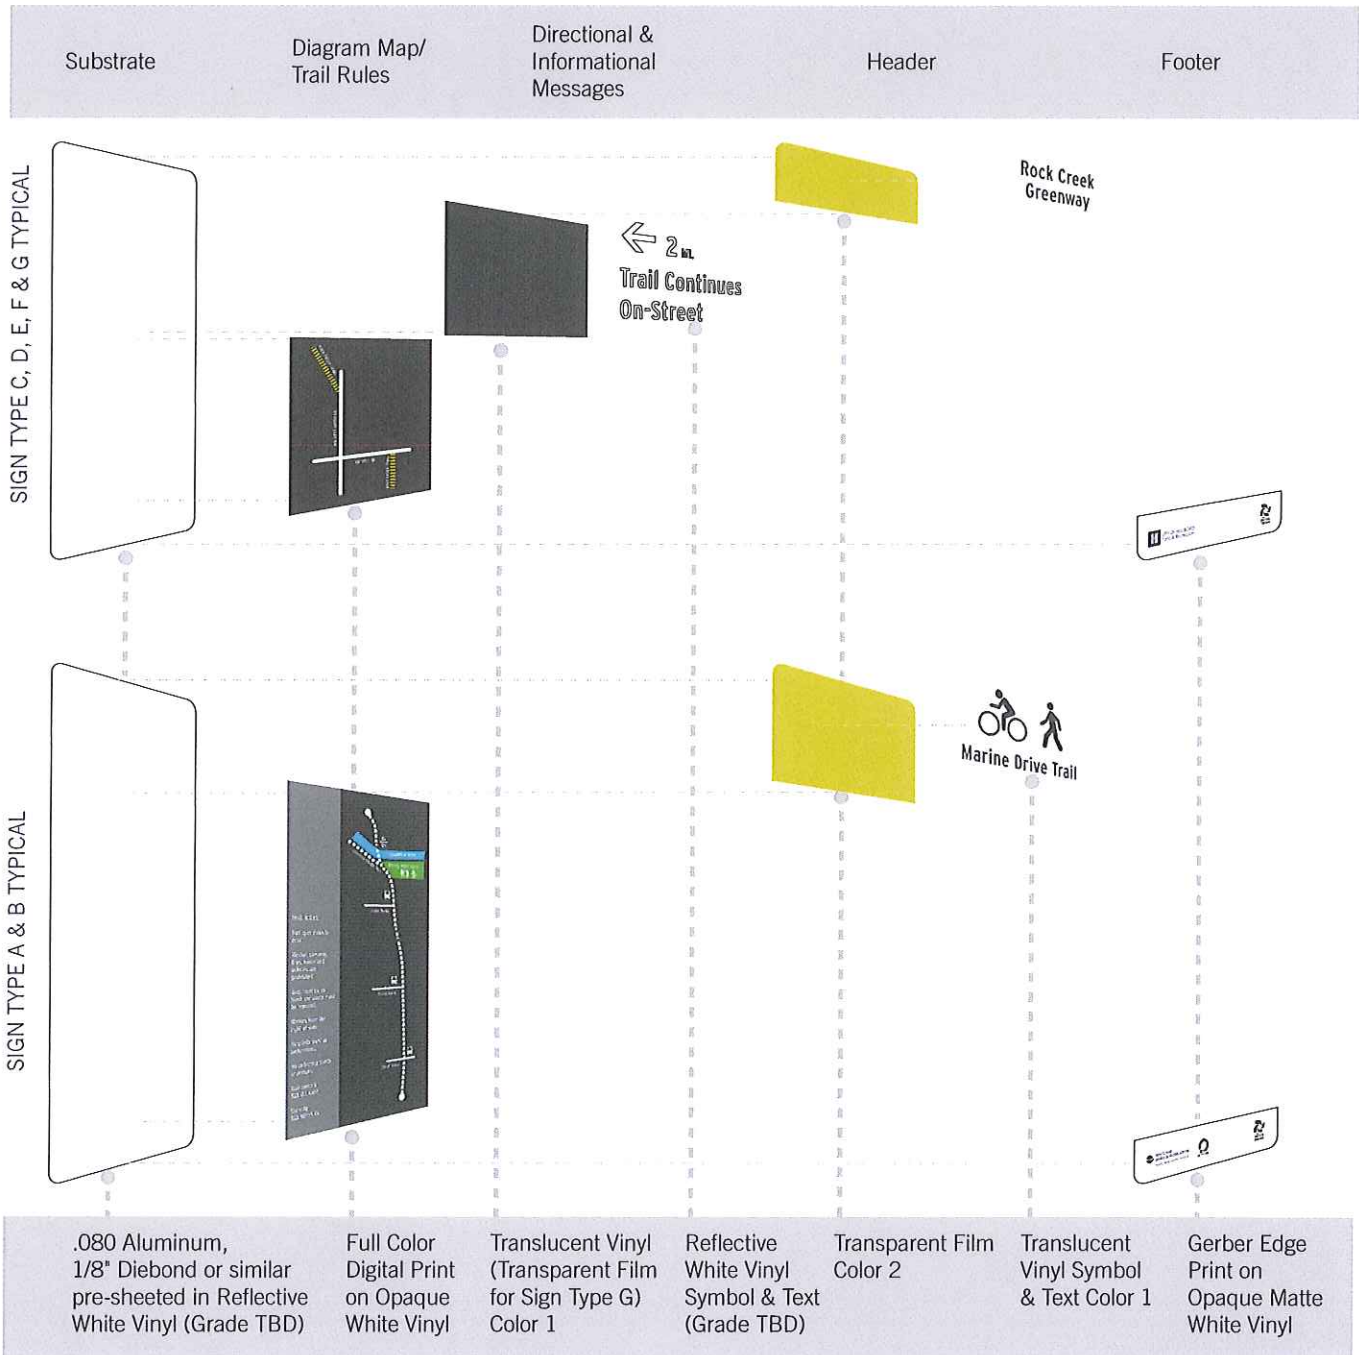 Substrate
Diagram Map/
Trail Rules
Directional &
Informational
Messages
Header
Footer
SIGN TYPE C, D, E, F & G TYPICAL
Rock Creek
Greenway
2 mi.
Trail Continues
On-Street
SIGN TYPE A & B TYPICAL
Marine Drive Trail
.080 Aluminum,
1/8" Diebond or similar
pre-sheeted in Reflective
White Vinyl (Grade TBD)
Full Color
Digital Print
on Opaque
White Vinyl
Translucent Vinyl
(Transparent Film
for Sign Type G)
Color 1
Reflective
White Vinyl
Symbol & Text
(Grade TBD)
Transparent Film
Color 2
Translucent
Vinyl Symbol
& Text Color 1
Gerber Edge
Print on
Opaque Matte
White Vinyl